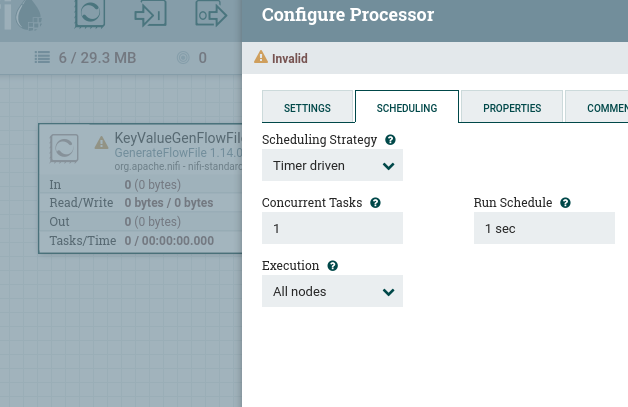 Configure Processor
6 / 29.3 MB
0
Invalid
SETTINGS
SCHEDULING
PROPERTIES
COMMEN
KeyValueGenFlowFil
GenerateFlowFile 1.14.0
org.apache.nifi - nifi-standard
In 0 (0 bytes)
Read/Write 0 bytes / 0 bytes
Out 0 (0 bytes)
Tasks/Time 0 / 00:00:00.000
Scheduling Strategy
Timer driven
Concurrent Tasks
1
Run Schedule
1 sec
Execution
All nodes